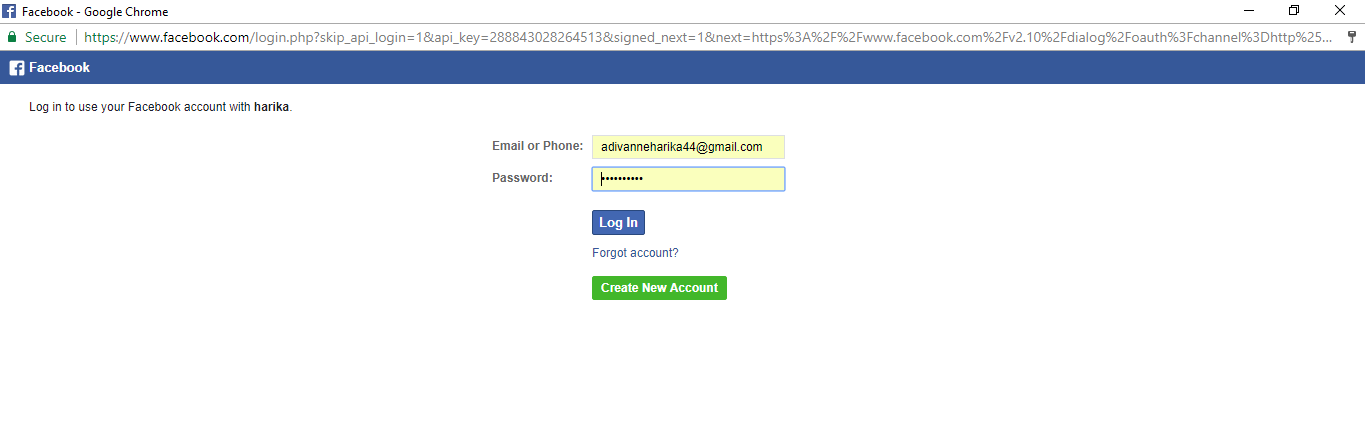 Facebook - Google Chrome
Secure https://www.facebook.com/login.php?skip_api_login=1&api_key=288843028264513&signed_next=1&next=https%3A%2F%2Fwww.facebook.com%2Fv2.10%2Fdialog%2Foauth%3Fchannel%3Dhttp%25...
Facebook
Log in to use your Facebook account with harika.
Email or Phone: adivanneharika44@gmail.com
Password: ••••••••••
Log In
Forgot account?
Create New Account